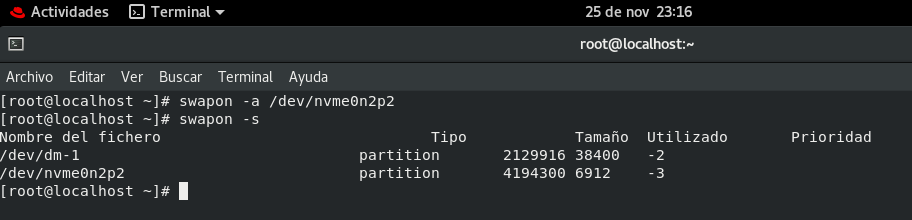 Actividades Terminal 25 de nov 23:16
root@localhost:~
Archivo Editar Ver Buscar Terminal Ayuda
[root@localhost ~]# swapon -a /dev/nvme0n2p2
[root@localhost ~]# swapon -s
Nombre del fichero Tipo Tamaño Utilizado Prioridad
/dev/dm-1 partition 2129916 38400 -2
/dev/nvme0n2p2 partition 4194300 6912 -3
[root@localhost ~]#